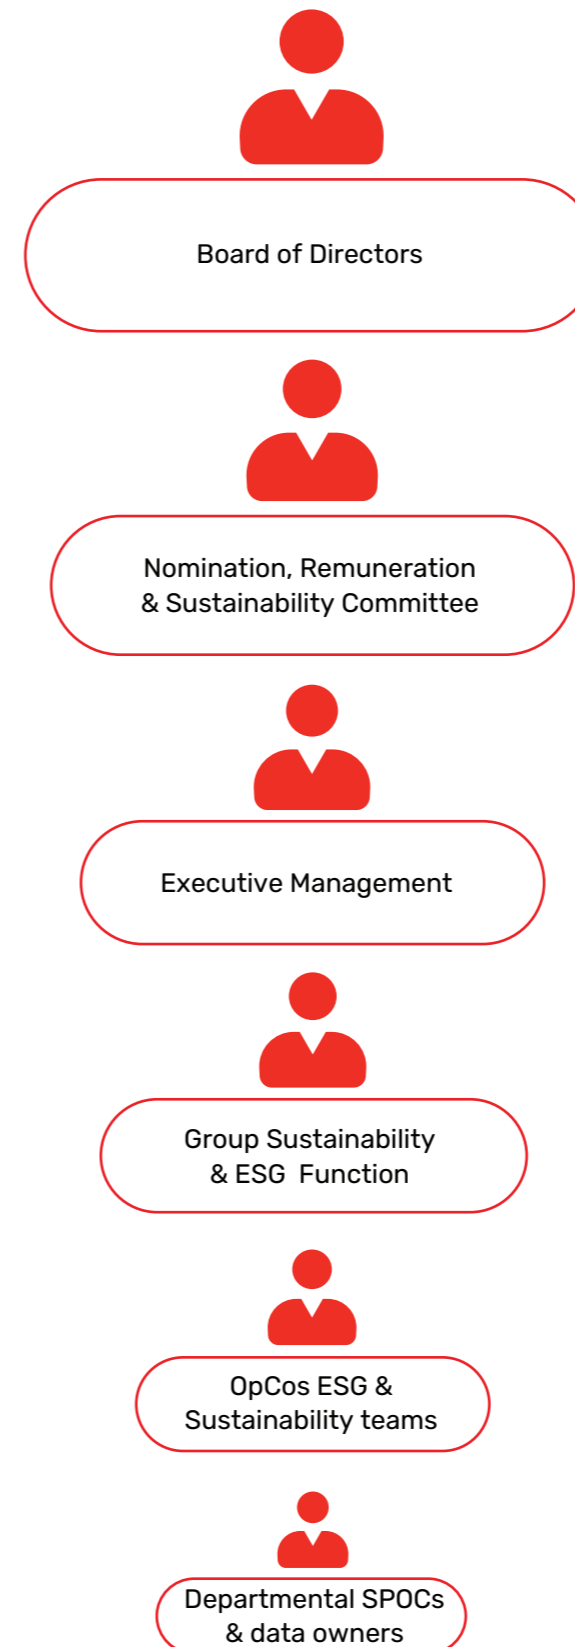 Board of Directors
Nomination, Remuneration
& Sustainability Committee
Executive Management
Group Sustainability
& ESG Function
OpCos ESG &
Sustainability teams
Departmental SPOCs
& data owners